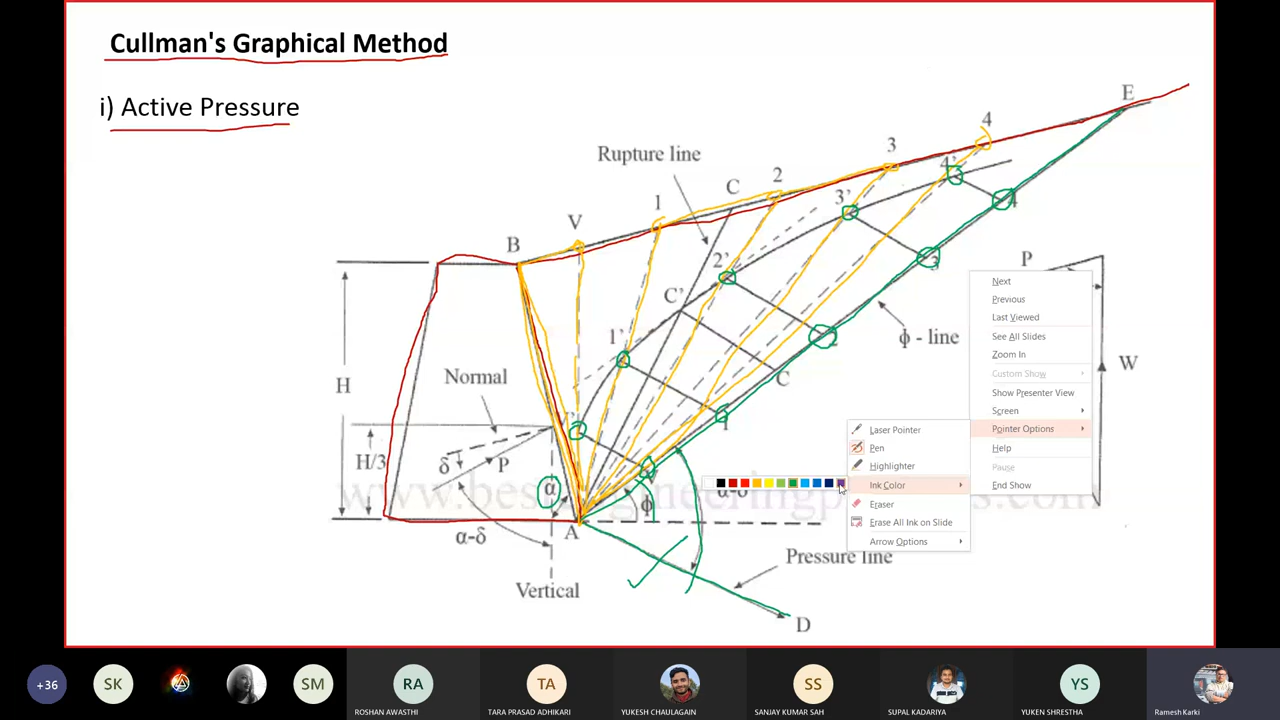 Cullman's Graphical Method
i) Active Pressure
E
4
Rupture line
3
4'
C
2
3'
1
4
V
B
2'
3
P
C'
φ - line
1'
2
W
H
Normal
C
1
H/3
δ
P
V
α
φ
α-δ
A
α-δ
Pressure line
Vertical
D
Next
Previous
Last Viewed
See All Slides
Zoom In
Custom Show
Show Presenter View
Screen
Pointer Options
Help
Pause
End Show
Laser Pointer
Pen
Highlighter
Ink Color
Eraser
Erase All Ink on Slide
Arrow Options
+36
SK
SM
RA
ROSHAN AWASTHI
TA
TARA PRASAD ADHIKARI
YUKESH CHAULAGAIN
SS
SANJAY KUMAR SAH
SUPAL KADARIYA
YS
YUKEN SHRESTHA
Ramesh Karki